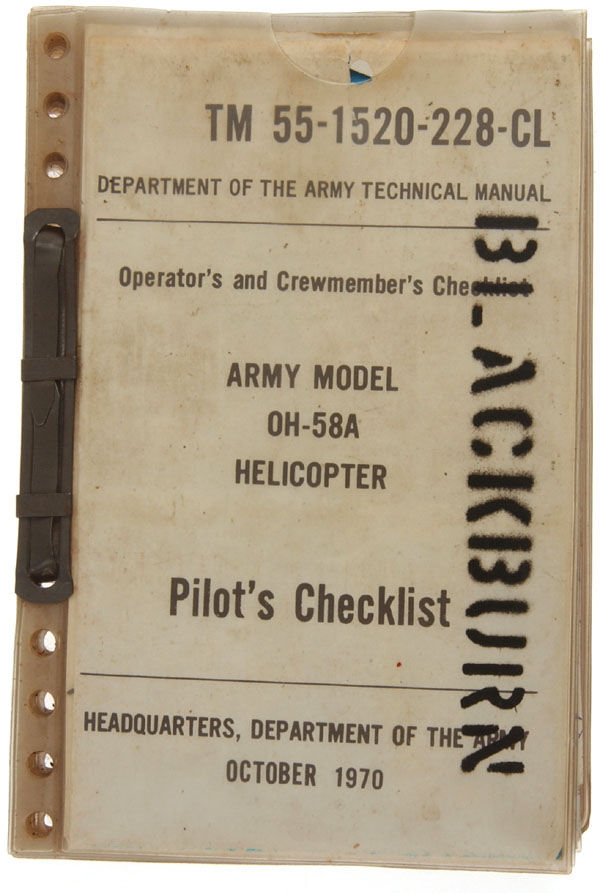 TM 55-1520-228-CL
DEPARTMENT OF THE ARMY TECHNICAL MANUAL
Operator's and Crewmember's Checklist
ARMY MODEL
OH-58A
HELICOPTER
Pilot's Checklist
HEADQUARTERS, DEPARTMENT OF THE ARMY
OCTOBER 1970
BLACKBURN